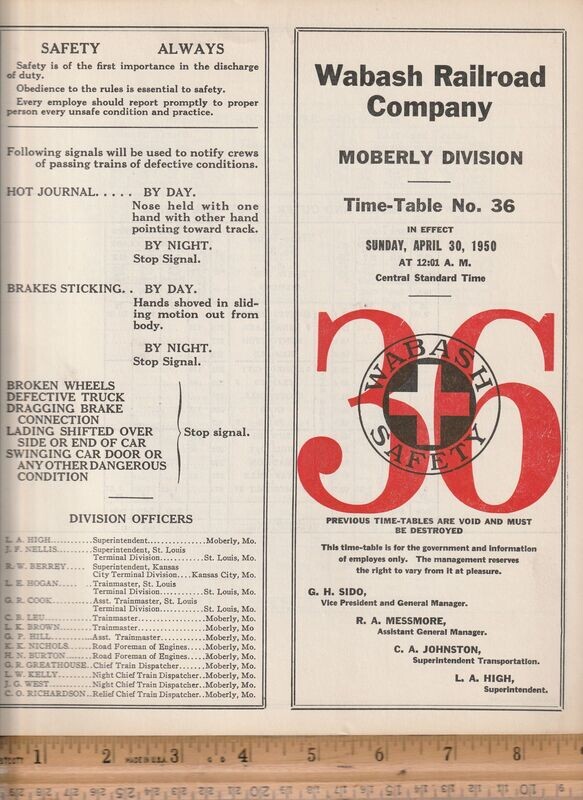 SAFETY ALWAYS
Safety is of the first importance in the discharge
of duty.
Obedience to the rules is essential to safety.
Every employe should report promptly to proper
person every unsafe condition and practice.
Following signals will be used to notify crews
of passing trains of defective conditions.
HOT JOURNAL..... BY DAY.
Nose held with one
hand with other hand
pointing toward track.
BY NIGHT.
Stop Signal.
BRAKES STICKING.. BY DAY.
Hands shoved in slid-
ing motion out from
body.
BY NIGHT.
Stop Signal.
BROKEN WHEELS
DEFECTIVE TRUCK
DRAGGING BRAKE
CONNECTION
LADING SHIFTED OVER
SIDE OR END OF CAR
SWINGING CAR DOOR OR
ANY OTHER DANGEROUS
CONDITION
Stop signal.
DIVISION OFFICERS
L. A. HIGH..........Superintendent..............Moberly, Mo.
J. F. NELLIS.........Superintendent, St. Louis
Terminal Division..............St. Louis, Mo.
R. W. BERREY.....Superintendent, Kansas
City Terminal Division....Kansas City, Mo.
L. E. HOGAN.....Trainmaster, St. Louis
Terminal Division..............St. Louis, Mo.
G. R. COOK........Asst. Trainmaster, St. Louis
Terminal Division..............St. Louis, Mo.
C. B. LEU..........Trainmaster..............Moberly, Mo.
L. K. BROWN.......Trainmaster..............Moberly, Mo.
G. P. HILL........Asst. Trainmaster..........Moberly, Mo.
K. K. NICHOLS.....Road Foreman of Engines.....Moberly, Mo.
H. N. BURTON......Road Foreman of Engines.....Moberly, Mo.
G. R. GREATHOUSE..Chief Train Dispatcher......Moberly, Mo.
L. W. KELLY.......Night Chief Train Dispatcher..Moberly, Mo.
J. G. WEST........Night Chief Train Dispatcher..Moberly, Mo.
C. O. RICHARDSON..Relief Chief Train Dispatcher..Moberly, Mo.
Wabash Railroad
Company
MOBERLY DIVISION
Time-Table No. 36
IN EFFECT
SUNDAY, APRIL 30, 1950
AT 12:01 A. M.
Central Standard Time
36
WABASH
SAFETY
PREVIOUS TIME-TABLES ARE VOID AND MUST
BE DESTROYED
This time-table is for the government and information
of employes only. The management reserves
the right to vary from it at pleasure.
G. H. SIDO,
Vice President and General Manager.
R. A. MESSMORE,
Assistant General Manager.
C. A. JOHNSTON,
Superintendent Transportation.
L. A. HIGH,
Superintendent.
1 2 MADE IN U.S.A. 3 4 5 6 7 8